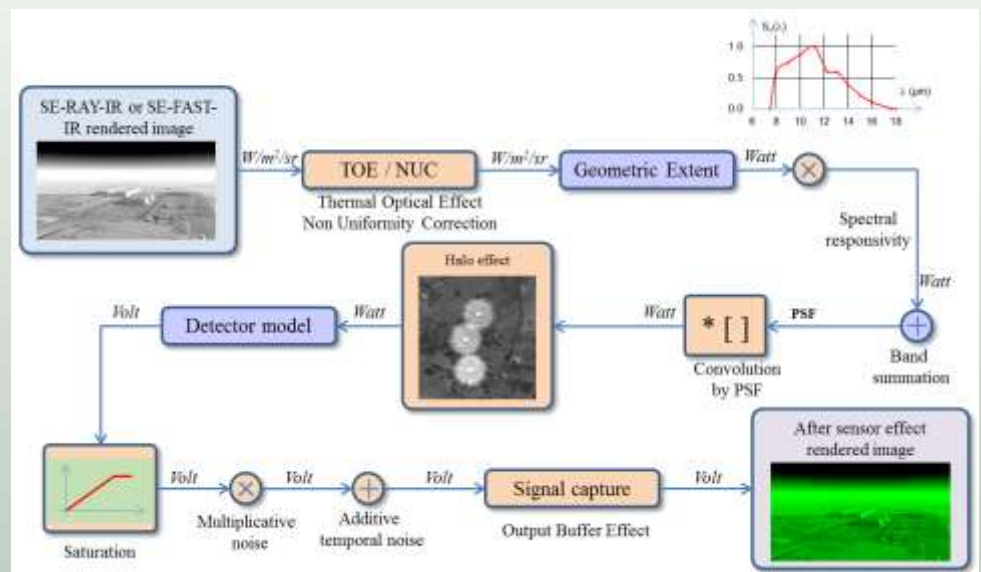 Sₑ(λ)
1.0
0.5
0.0
6 8 10 12 14 16 18
λ (μm)
SE-RAY-IR or SE-FAST-
IR rendered image
W/m²/sr
TOE / NUC
Thermal Optical Effect
Non Uniformity Correction
W/m²/sr
Geometric Extent
Watt
×
Spectral
responsivity
Watt
+
Band
summation
PSF
* [ ]
Convolution
by PSF
Watt
Halo effect
Watt
Detector model
Volt
Saturation
Volt
×
Multiplicative
noise
Volt
+
Additive
temporal noise
Volt
Signal capture
Output Buffer Effect
Volt
After sensor effect
rendered image